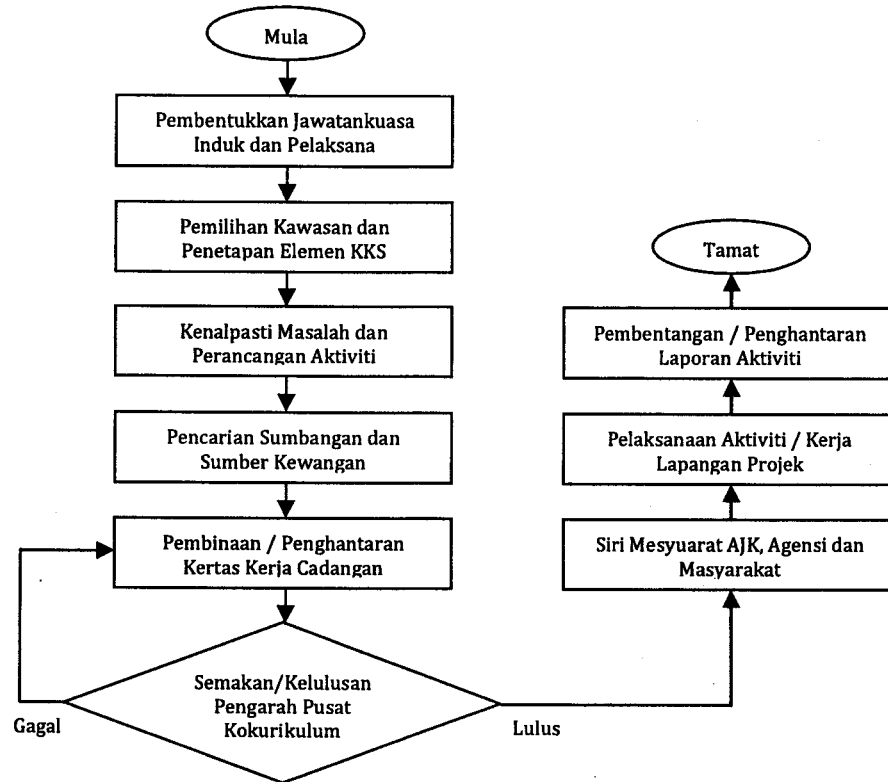 Mula
Pembentukkan Jawatankuasa
Induk dan Pelaksana
Pemilihan Kawasan dan
Penetapan Elemen KKS
Kenalpasti Masalah dan
Perancangan Aktiviti
Pencarian Sumbangan dan
Sumber Kewangan
Pembinaan / Penghantaran
Kertas Kerja Cadangan
Semakan/Kelulusan
Pengarah Pusat
Kokurikulum
Gagal
Lulus
Siri Mesyuarat AJK, Agensi dan
Masyarakat
Pelaksanaan Aktiviti / Kerja
Lapangan Projek
Pembentangan / Penghantaran
Laporan Aktiviti
Tamat